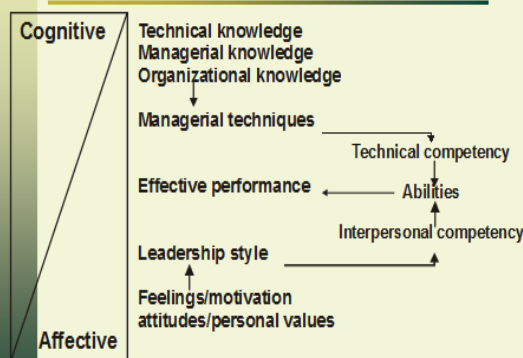 Cognitive
Technical knowledge
Managerial knowledge
Organizational knowledge
Managerial techniques
Technical competency
Effective performance
Abilities
Interpersonal competency
Leadership style
Feelings/motivation
attitudes/personal values
Affective